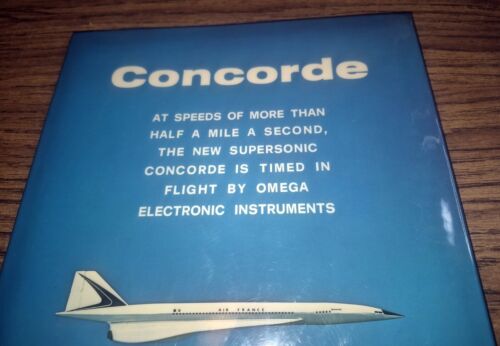 Concorde
AT SPEEDS OF MORE THAN
HALF A MILE A SECOND,
THE NEW SUPERSONIC
CONCORDE IS TIMED IN
FLIGHT BY OMEGA
ELECTRONIC INSTRUMENTS
AIR FRANCE